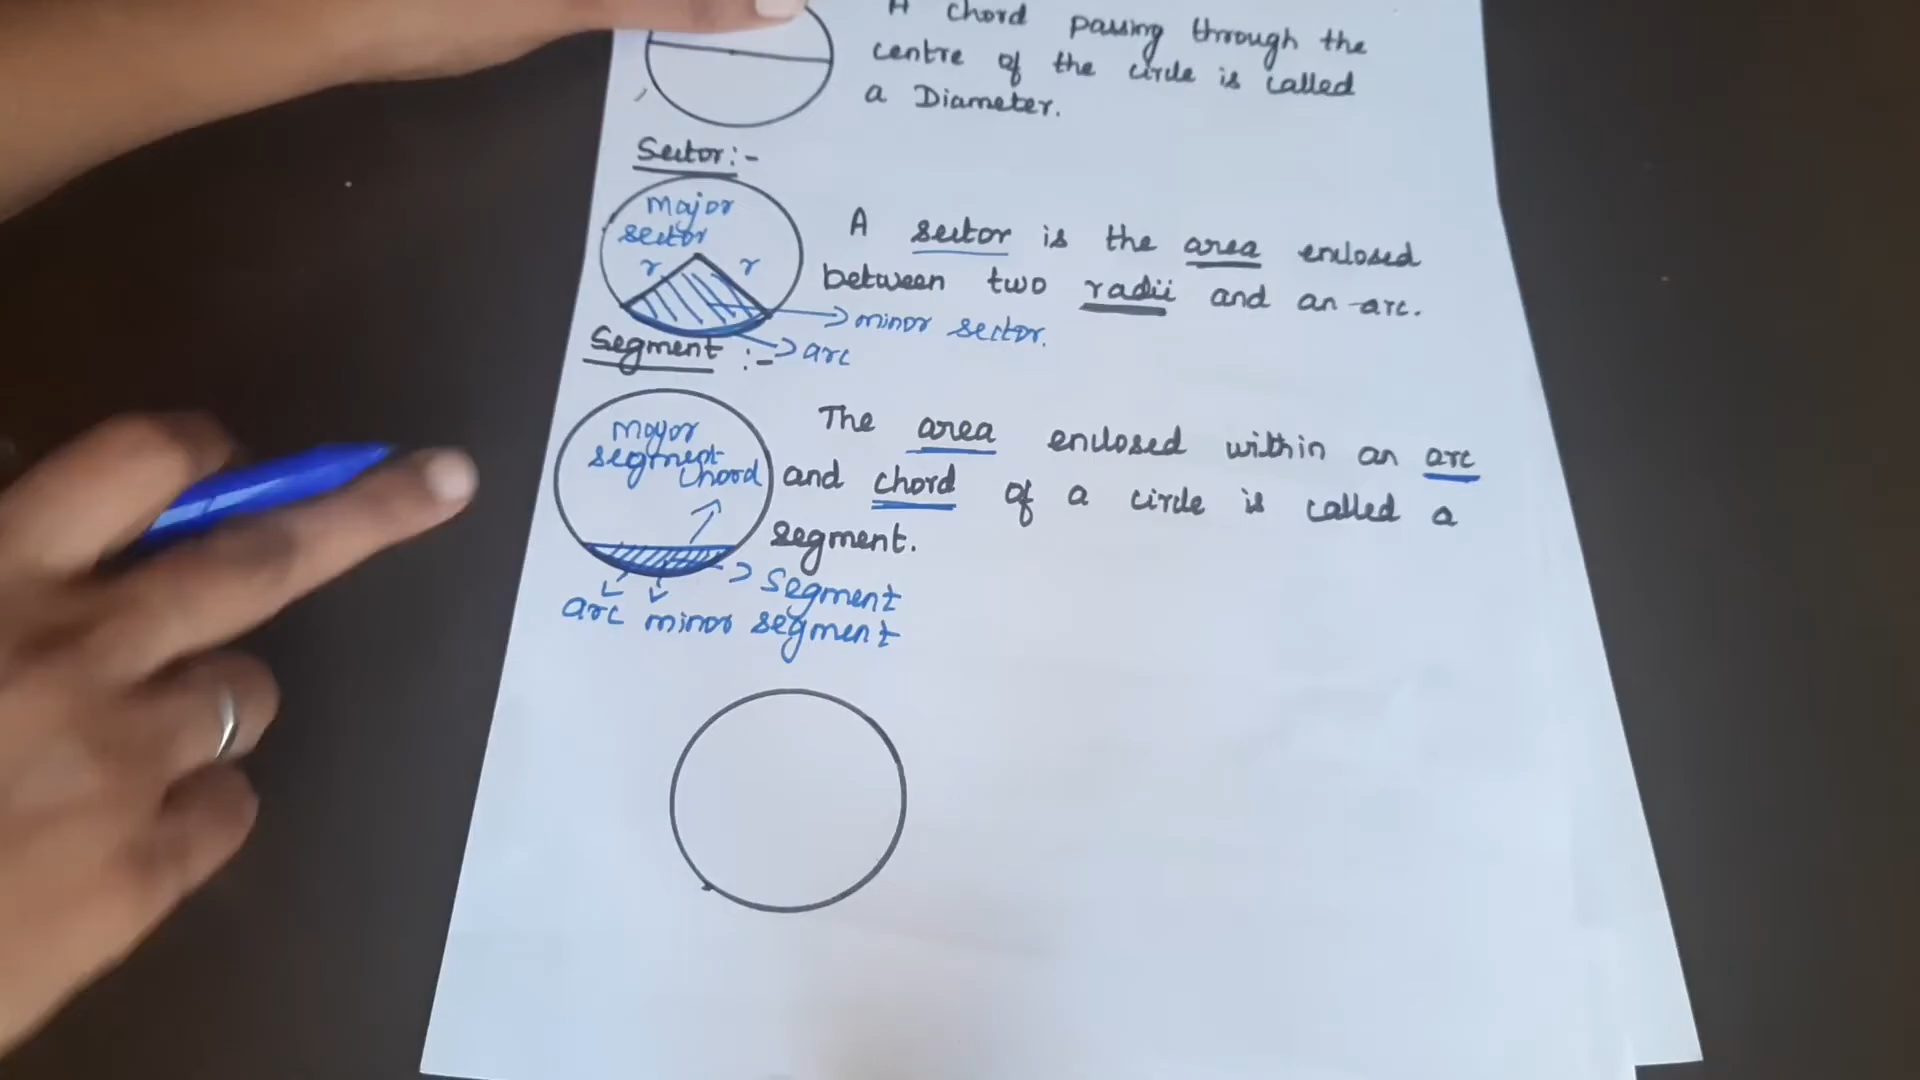 A chord passing through the
centre of the circle is called
a Diameter.
Sector:-
Major
sector
r r
A sector is the area enclosed
between two radii and an arc.
minor sector.
arc
Segment :-
Major
segment
chord
The area enclosed within an arc
and chord of a circle is called a
segment.
segment
arc minor segment